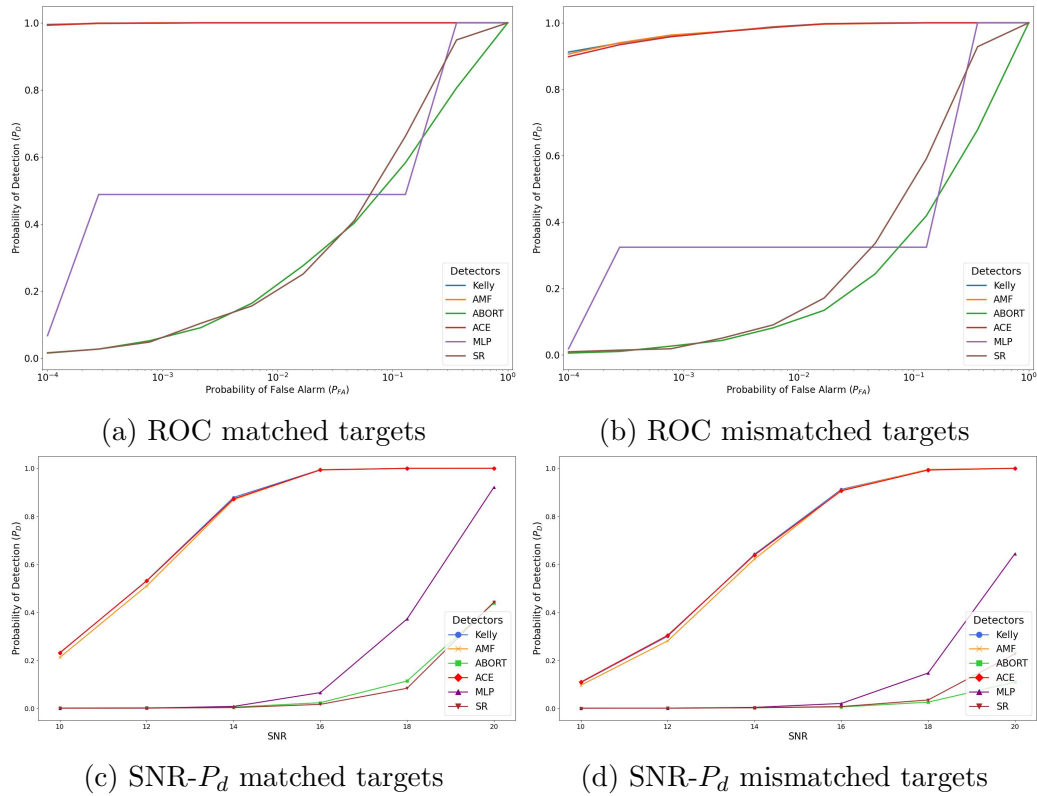 1.0
0.8
0.6
0.4
0.2
0.0
Probability of Detection (P_D)
Detectors
Kelly
AMF
ABORT
ACE
MLP
SR
10⁻⁴
10⁻³
10⁻²
10⁻¹
10⁰
Probability of False Alarm (P_FA)
(a) ROC matched targets
1.0
0.8
0.6
0.4
0.2
0.0
Probability of Detection (P_D)
Detectors
Kelly
AMF
ABORT
ACE
MLP
SR
10⁻⁴
10⁻³
10⁻²
10⁻¹
10⁰
Probability of False Alarm (P_FA)
(b) ROC mismatched targets
1.0
0.8
0.6
0.4
0.2
0.0
Probability of Detection (P_D)
Detectors
Kelly
AMF
ABORT
ACE
MLP
SR
10
12
14
16
18
20
SNR
(c) SNR-P_d matched targets
1.0
0.8
0.6
0.4
0.2
0.0
Probability of Detection (P_D)
Detectors
Kelly
AMF
ABORT
ACE
MLP
SR
10
12
14
16
18
20
SNR
(d) SNR-P_d mismatched targets